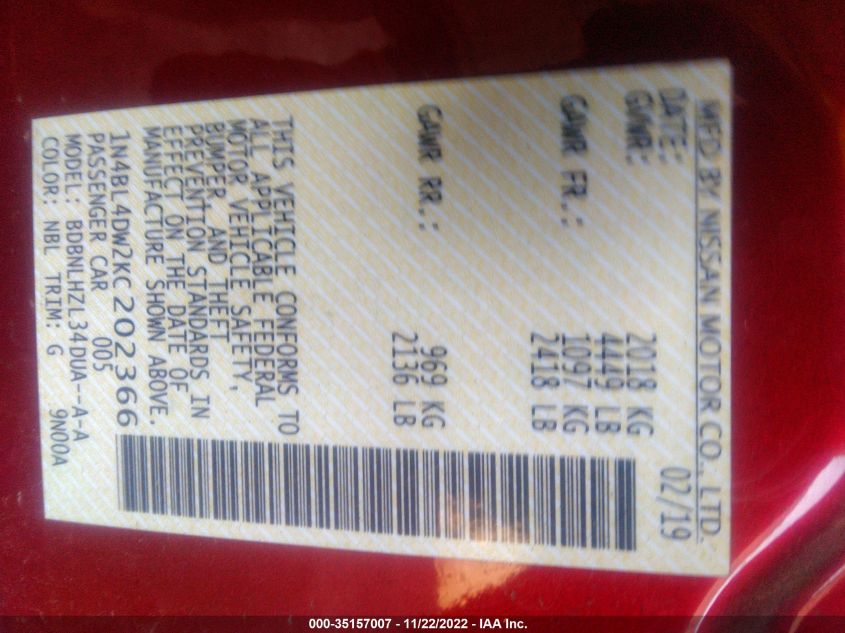 MFD BY NISSAN MOTOR CO., LTD.
DATE: 02/19
GVWR: 2018 KG
4449 LB
GAWR FR.: 1097 KG
2418 LB
GAWR RR.: 969 KG
2136 LB
THIS VEHICLE CONFORMS TO
ALL APPLICABLE FEDERAL
MOTOR VEHICLE SAFETY,
BUMPER, AND THEFT
PREVENTION STANDARDS IN
EFFECT ON THE DATE OF
MANUFACTURE SHOWN ABOVE.
1N4BL4DW2KC202366
PASSENGER CAR 005
MODEL: BDBNLHZL34DUA--A-A
COLOR: NBL TRIM: G 9N00A
000-35157007 - 11/22/2022 - IAA Inc.